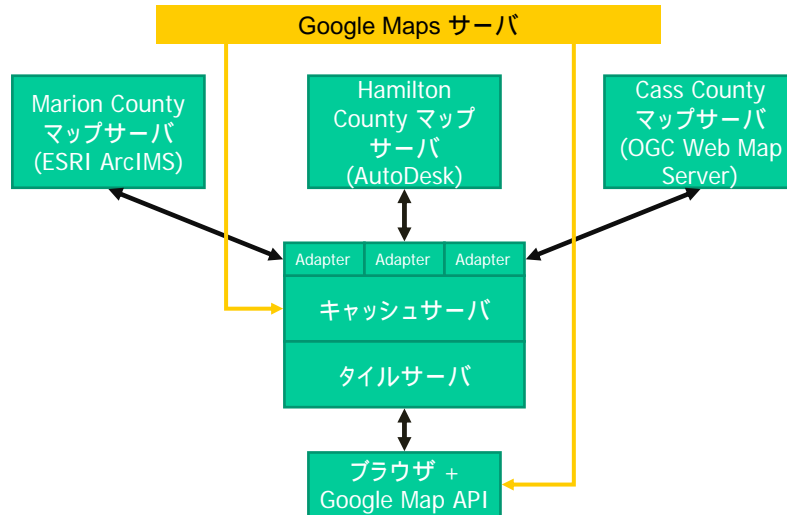 Google Maps サーバ
Marion County
マップサーバ
(ESRI ArcIMS)
Hamilton
County マップ
サーバ
(AutoDesk)
Cass County
マップサーバ
(OGC Web Map
Server)
Adapter
Adapter
Adapter
キャッシュサーバ
タイルサーバ
ブラウザ +
Google Map API